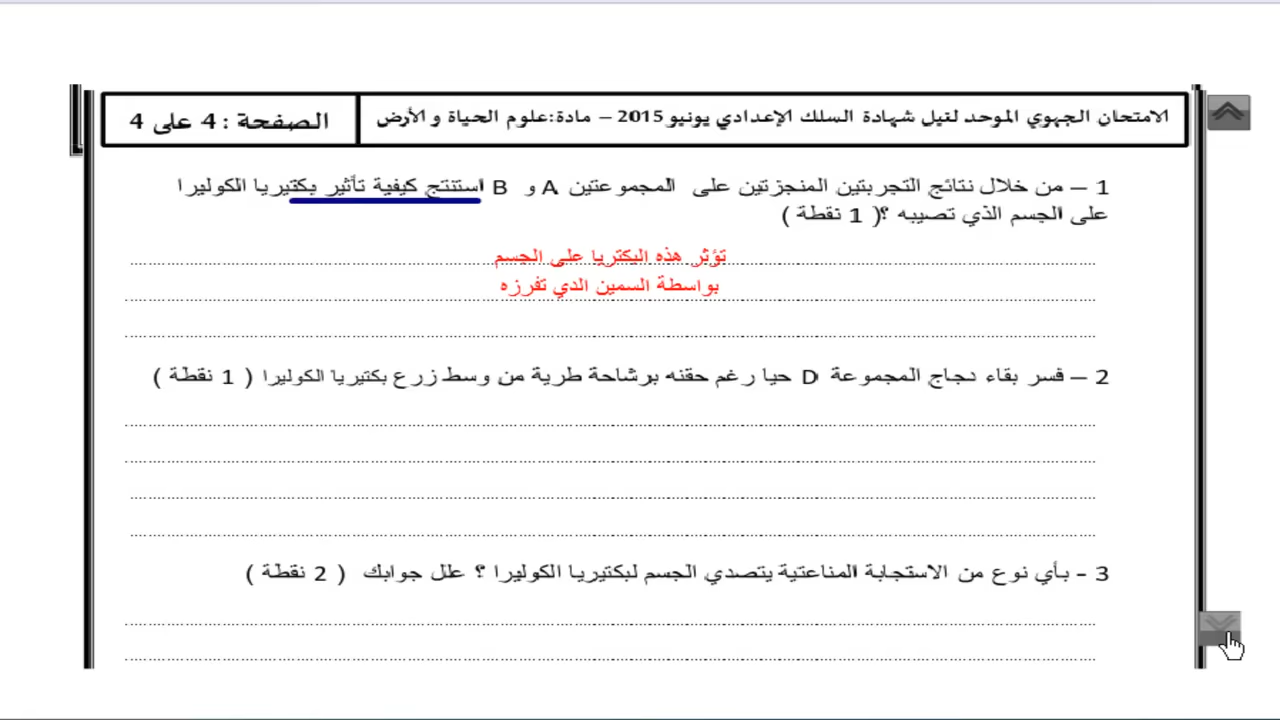 الامتحان الجهوي الموحد لنيل شهادة السلك الإعدادي يونيو 2015 – مادة:علوم الحياة و الأرض
الصفحة : 4 على 4
1 – من خلال نتائج التجربتين المنجزتين على المجموعتين A و B استنتج كيفية تأثير بكتيريا الكوليرا
على الجسم الذي تصيبه ؟( 1 نقطة )
تؤثر هذه البكتريا على الجسم
بواسطة السمين الدي تفرزه
2 – فسر بقاء دجاج المجموعة D حيا رغم حقنه برشاحة طرية من وسط زرع بكتيريا الكوليرا ( 1 نقطة )
3 - بأي نوع من الاستجابة المناعتية يتصدي الجسم لبكتيريا الكوليرا ؟ علل جوابك ( 2 نقطة )